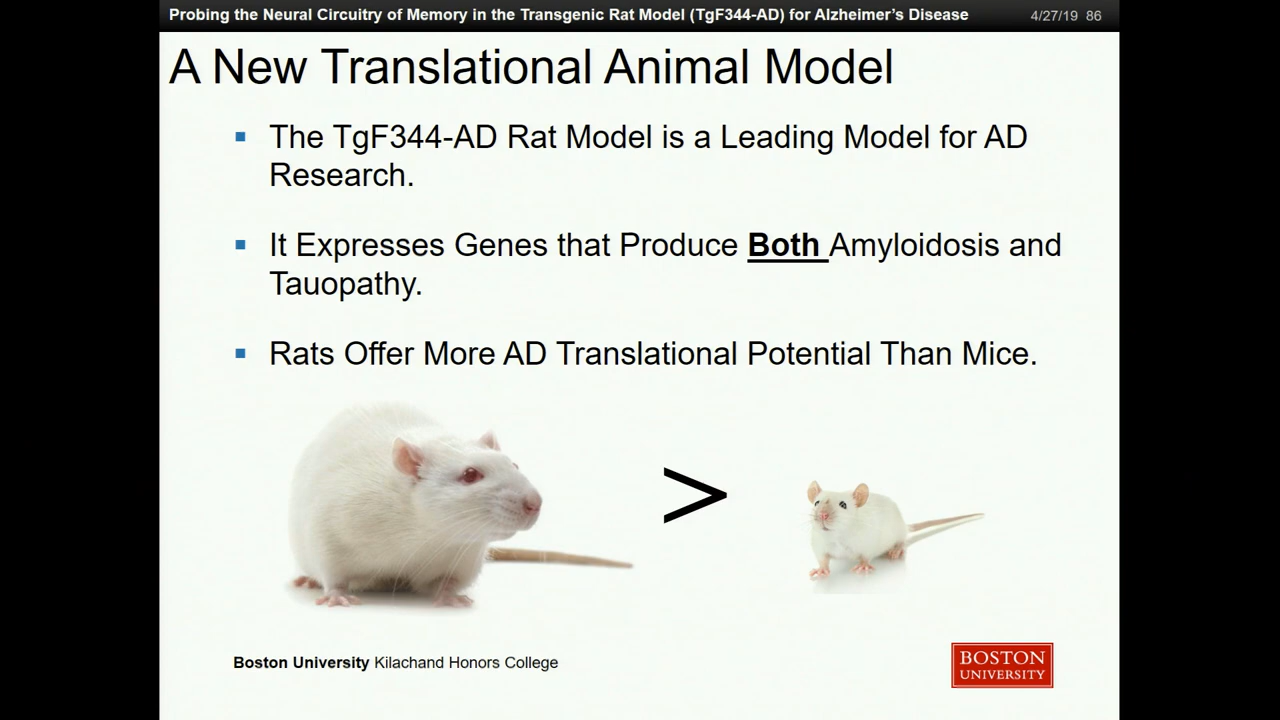 Probing the Neural Circuitry of Memory in the Transgenic Rat Model (TgF344-AD) for Alzheimer's Disease 4/27/19 86
A New Translational Animal Model
▪ The TgF344-AD Rat Model is a Leading Model for AD
Research.
▪ It Expresses Genes that Produce Both Amyloidosis and
Tauopathy.
▪ Rats Offer More AD Translational Potential Than Mice.
>
Boston University Kilachand Honors College
BOSTON
UNIVERSITY